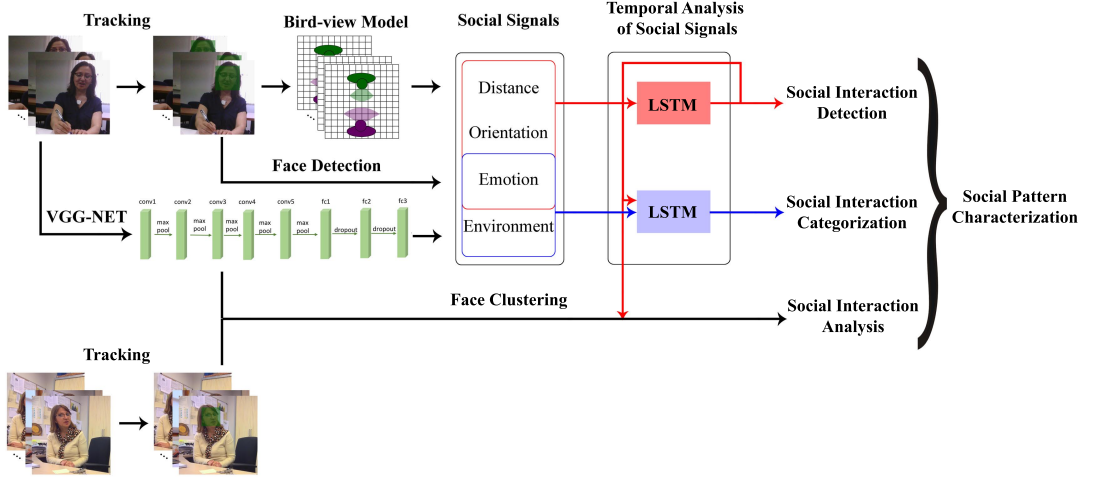 Tracking
Bird-view Model
Social Signals
Temporal Analysis
of Social Signals
Distance
Orientation
Emotion
Environment
LSTM
LSTM
Social Interaction
Detection
Social Interaction
Categorization
Social Interaction
Analysis
Social Pattern
Characterization
Face Detection
VGG-NET
conv1
max
pool
conv2
max
pool
conv3
max
pool
conv4
max
pool
conv5
max
pool
fc1
dropout
fc2
dropout
fc3
Face Clustering
Tracking